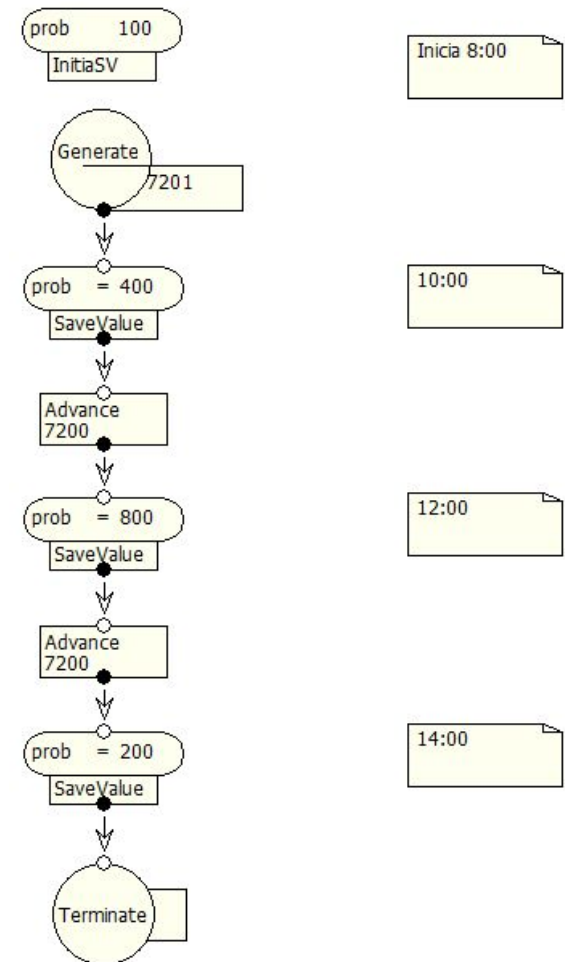 prob 100
InitiaSV
Inicia 8:00
Generate
7201
prob = 400
SaveValue
10:00
Advance
7200
prob = 800
SaveValue
12:00
Advance
7200
prob = 200
SaveValue
14:00
Terminate